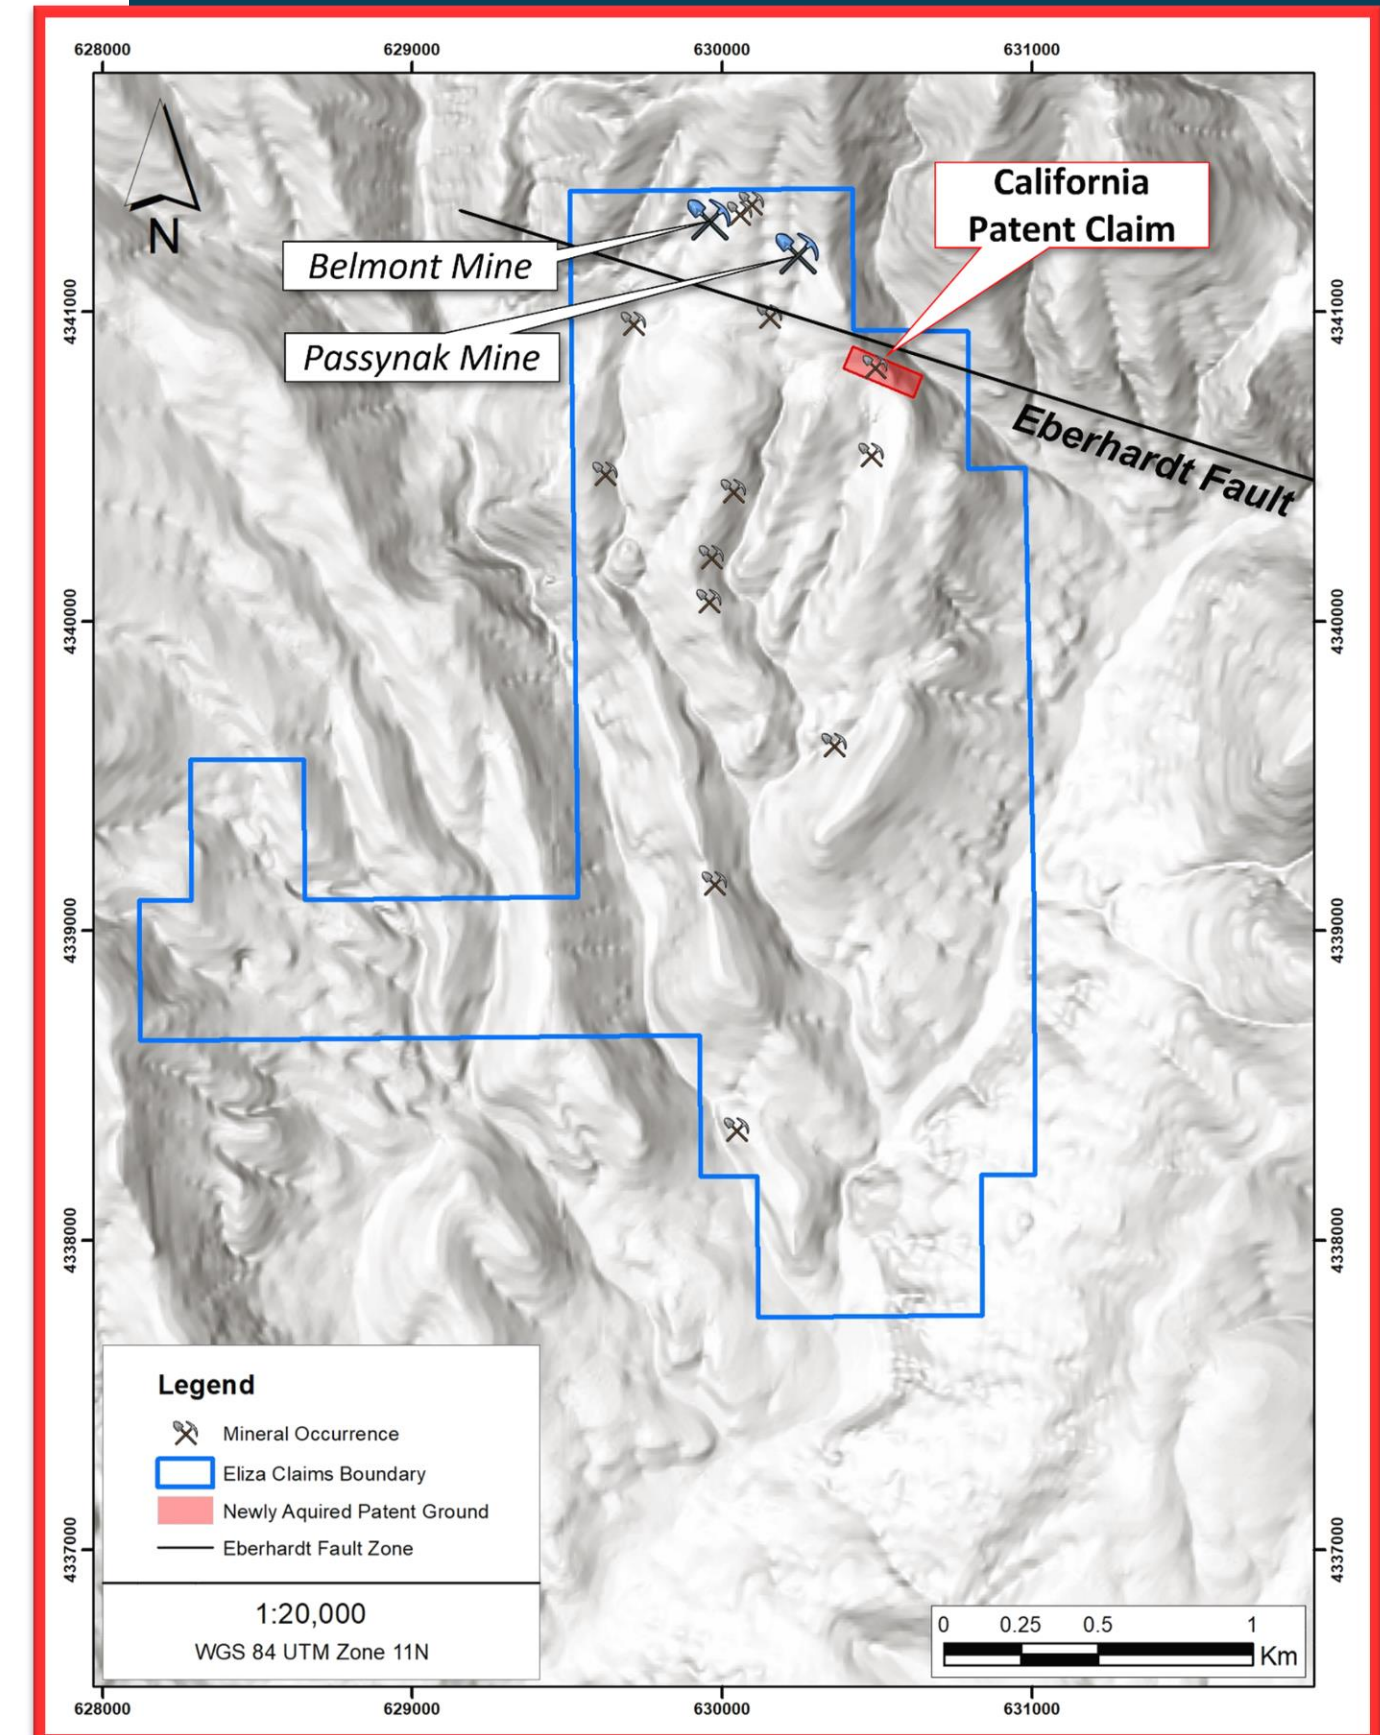 628000
629000
630000
631000
N
California
Patent Claim
Belmont Mine
Passynak Mine
4341000
4341000
Eberhardt Fault
4340000
4340000
4339000
4339000
4338000
4338000
4337000
4337000
Legend
Mineral Occurrence
Eliza Claims Boundary
Newly Aquired Patent Ground
Eberhardt Fault Zone
1:20,000
WGS 84 UTM Zone 11N
0 0.25 0.5 1
Km
628000
629000
630000
631000